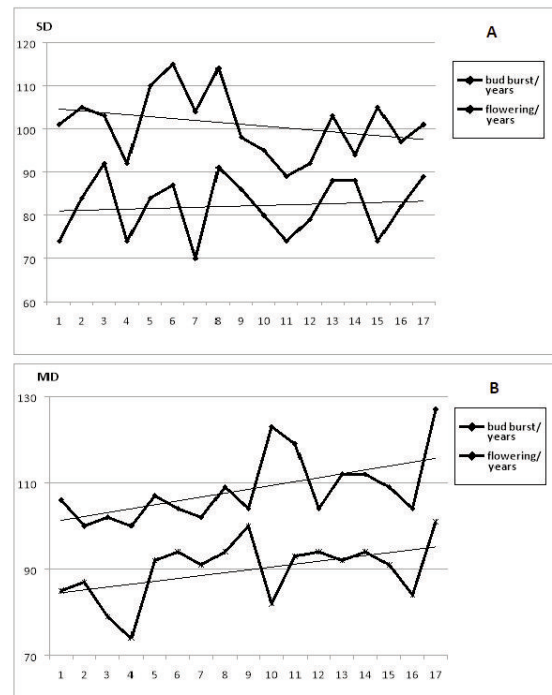 SD
A
120
110
100
90
80
70
60
1 2 3 4 5 6 7 8 9 10 11 12 13 14 15 16 17
bud burst/
years
flowering/
years
MD
B
130
110
90
70
1 2 3 4 5 6 7 8 9 10 11 12 13 14 15 16 17
bud burst/
years
flowering/
years